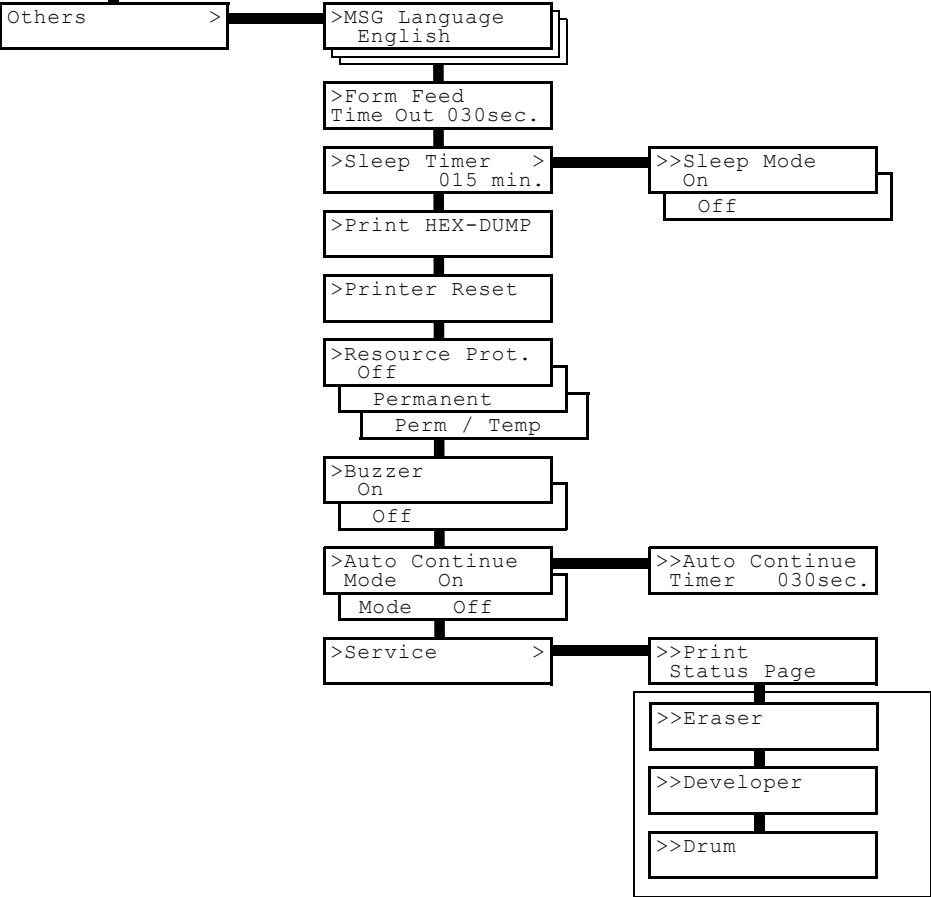 Others >
>MSG Language
English
>Form Feed
Time Out 030sec.
>Sleep Timer >
015 min.
>>Sleep Mode
On
Off
>Print HEX-DUMP
>Printer Reset
>Resource Prot.
Off
Permanent
Perm / Temp
>Buzzer
On
Off
>Auto Continue
Mode On
Mode Off
>>Auto Continue
Timer 030sec.
>Service >
>>Print
Status Page
>>Eraser
>>Developer
>>Drum